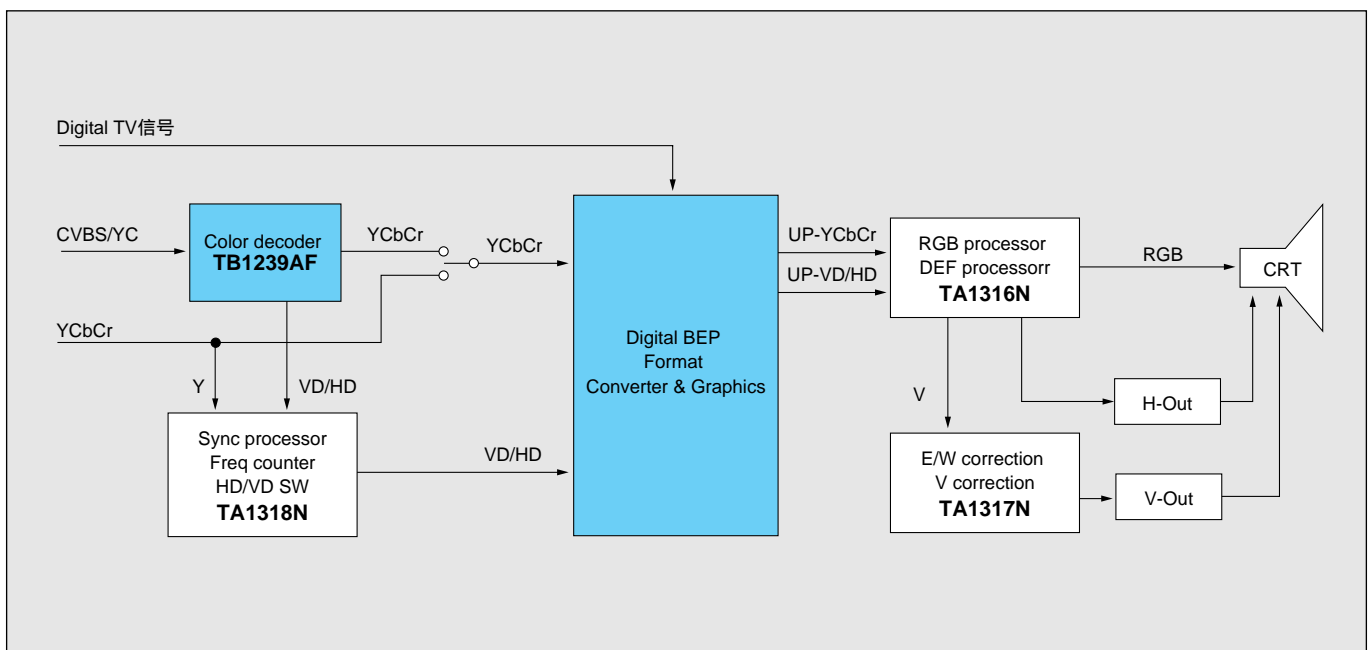 Digital TV信号
CVBS/YC
Color decoder
TB1239AF
YCbCr
YCbCr
YCbCr
Y
VD/HD
Sync processor
Freq counter
HD/VD SW
TA1318N
VD/HD
Digital BEP
Format
Converter & Graphics
UP-YCbCr
UP-VD/HD
RGB processor
DEF processorr
TA1316N
RGB
CRT
V
H-Out
E/W correction
V correction
TA1317N
V-Out